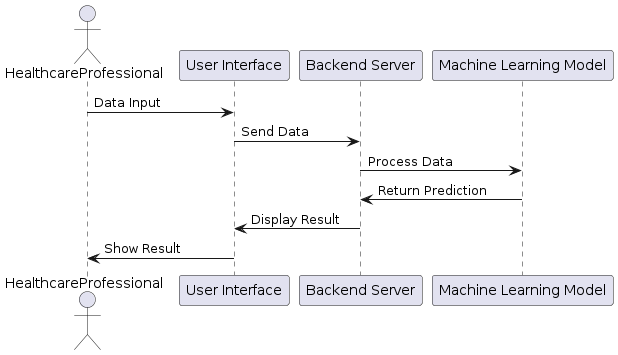 HealthcareProfessional
User Interface
Backend Server
Machine Learning Model
Data Input
Send Data
Process Data
Return Prediction
Display Result
Show Result
HealthcareProfessional
User Interface
Backend Server
Machine Learning Model